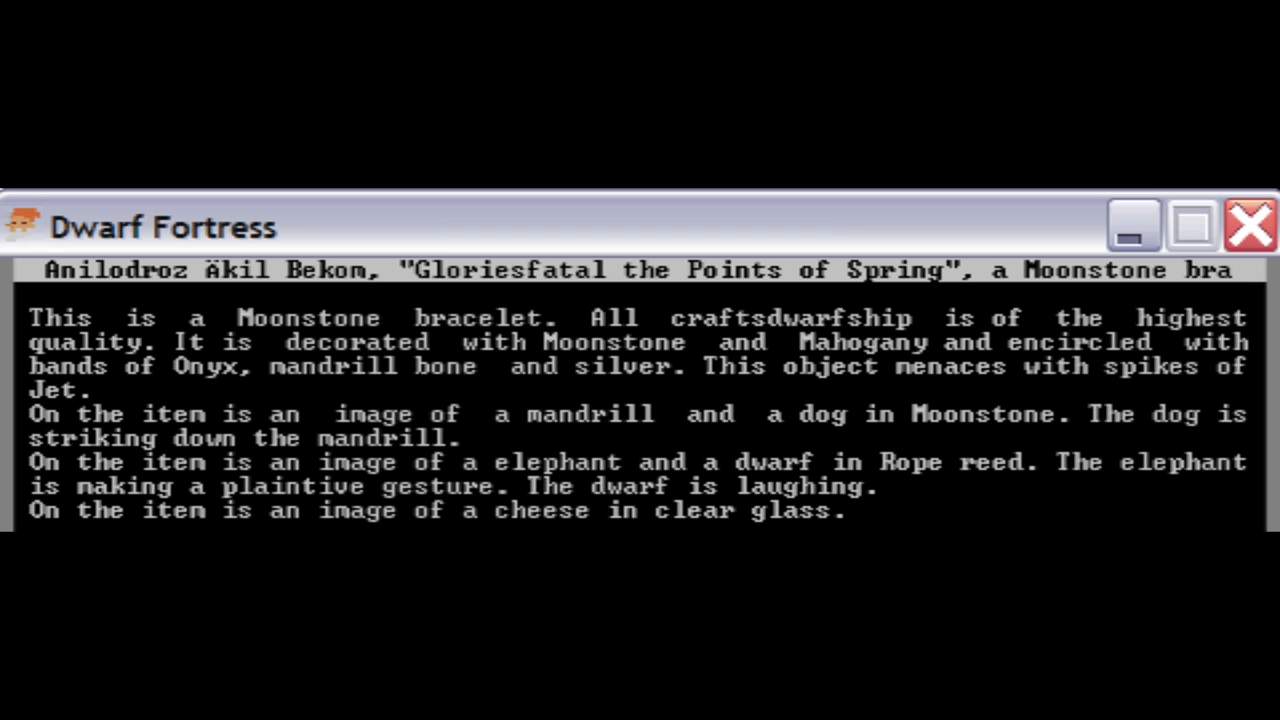 Dwarf Fortress
Anilodroz Äkil Bekom, "Gloriesfatal the Points of Spring", a Moonstone bra
This is a Moonstone bracelet. All craftsdwarfship is of the highest
quality. It is decorated with Moonstone and Mahogany and encircled with
bands of Onyx, mandrill bone and silver. This object menaces with spikes of
Jet.
On the item is an image of a mandrill and a dog in Moonstone. The dog is
striking down the mandrill.
On the item is an image of a elephant and a dwarf in Rope reed. The elephant
is making a plaintive gesture. The dwarf is laughing.
On the item is an image of a cheese in clear glass.